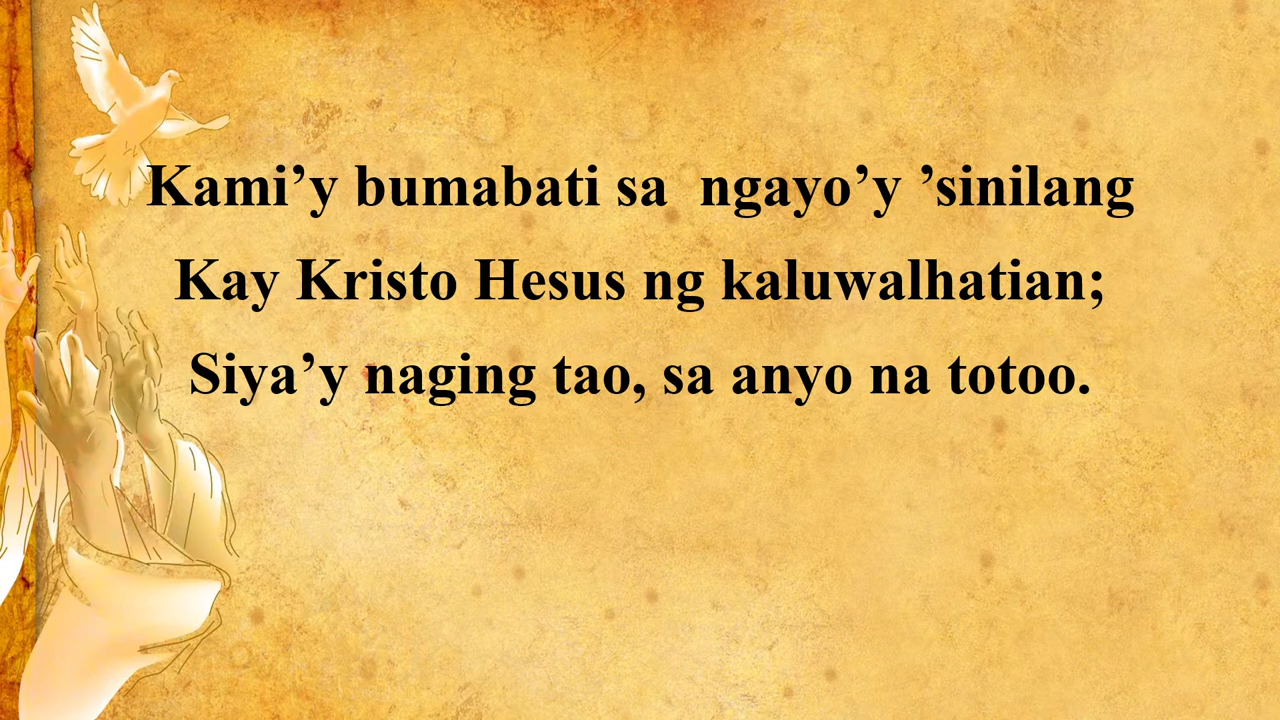 Kami’y bumabati sa  ngayo’y ’sinilang
Kay Kristo Hesus ng kaluwalhatian;
Siya’y naging tao, sa anyo na totoo.